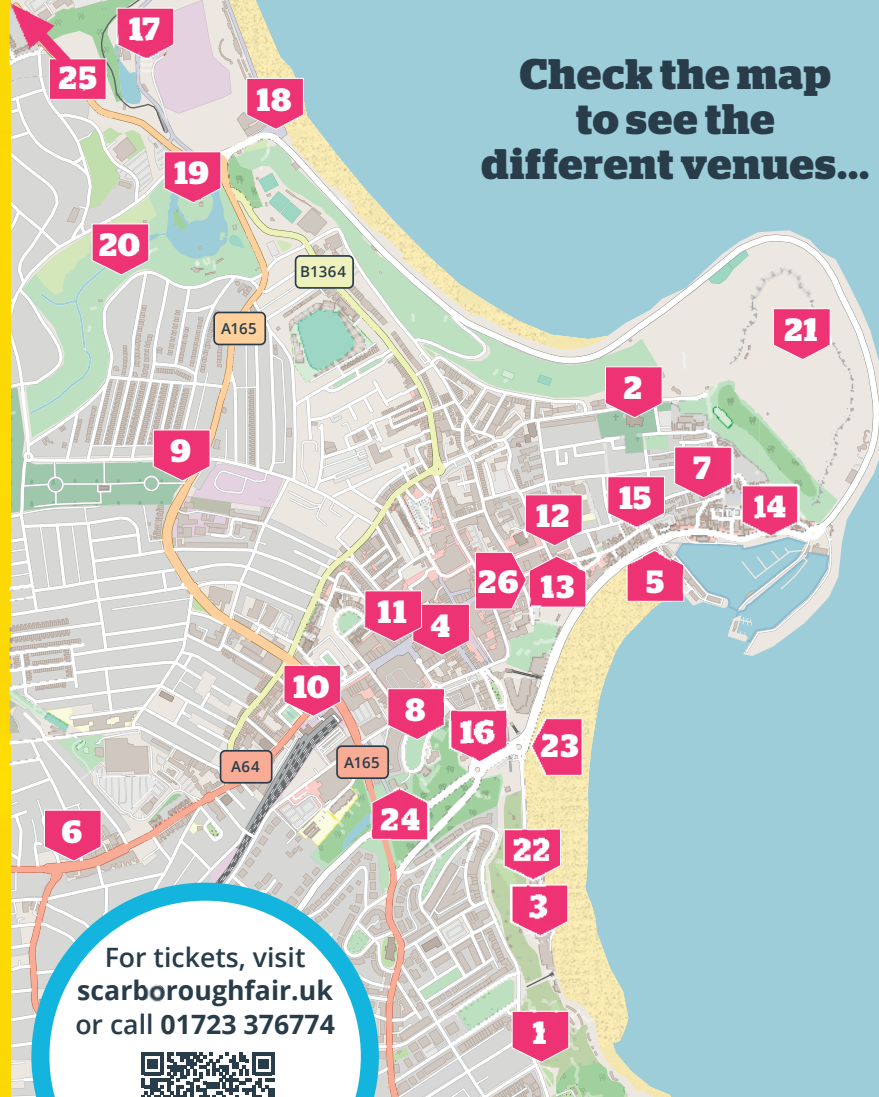 17
25
18
Check the map
to see the
different venues...
19
20
B1364
A165
21
2
9
7
15
14
12
26
13
5
11
4
10
8
16
23
A64
A165
24
6
22
3
For tickets, visit
scarboroughfair.uk
or call 01723 376774
1